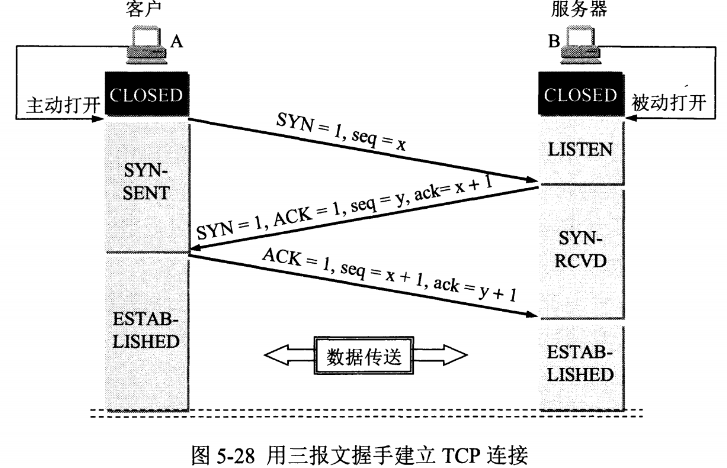 客户
A
服务器
B
CLOSED
CLOSED
主动打开
被动打开
SYN = 1, seq = x
LISTEN
SYN-
SENT
SYN = 1, ACK = 1, seq = y, ack= x + 1
SYN-
RCVD
ACK = 1, seq = x + 1, ack = y + 1
ESTAB-
LISHED
数据传送
ESTAB-
LISHED
图 5-28 用三报文握手建立 TCP 连接